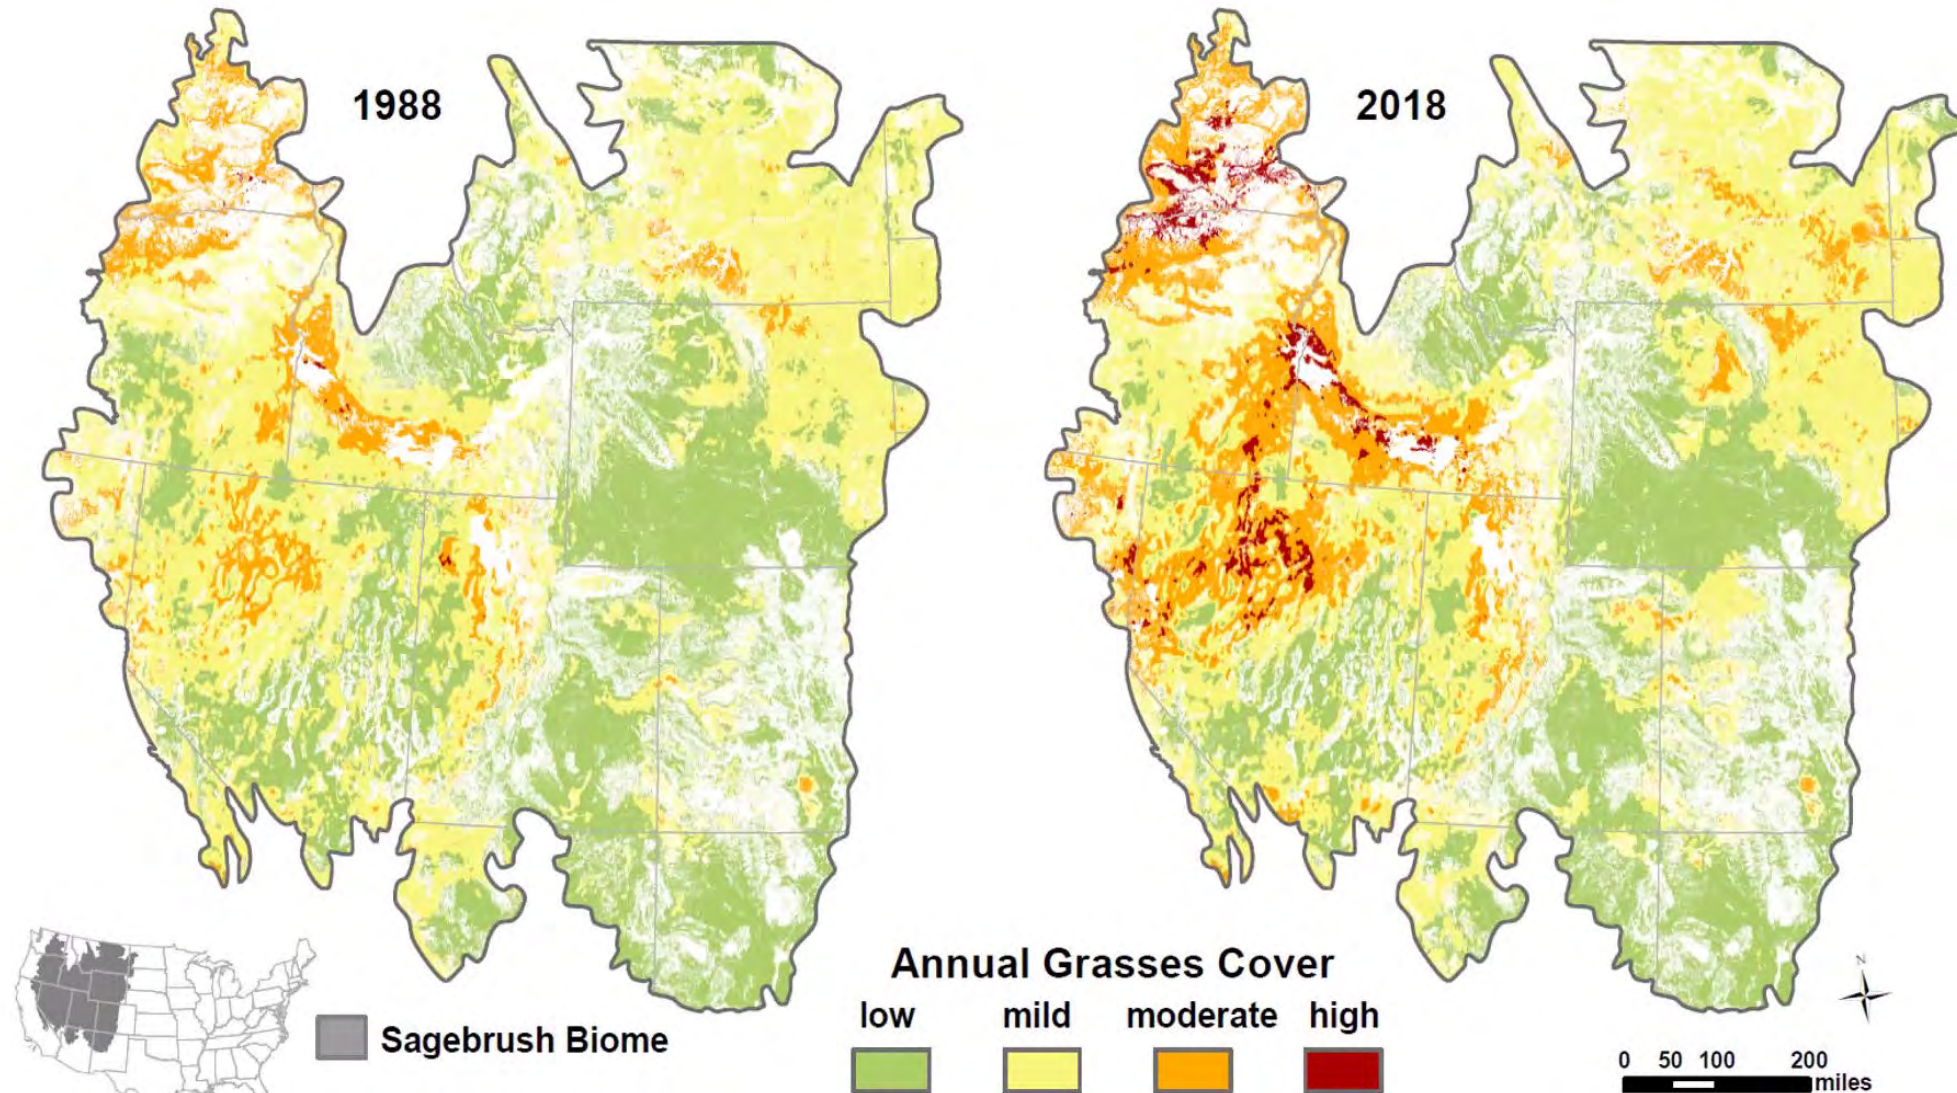 1988
2018
Annual Grasses Cover
low mild moderate high
Sagebrush Biome
N
0 50 100 200
miles